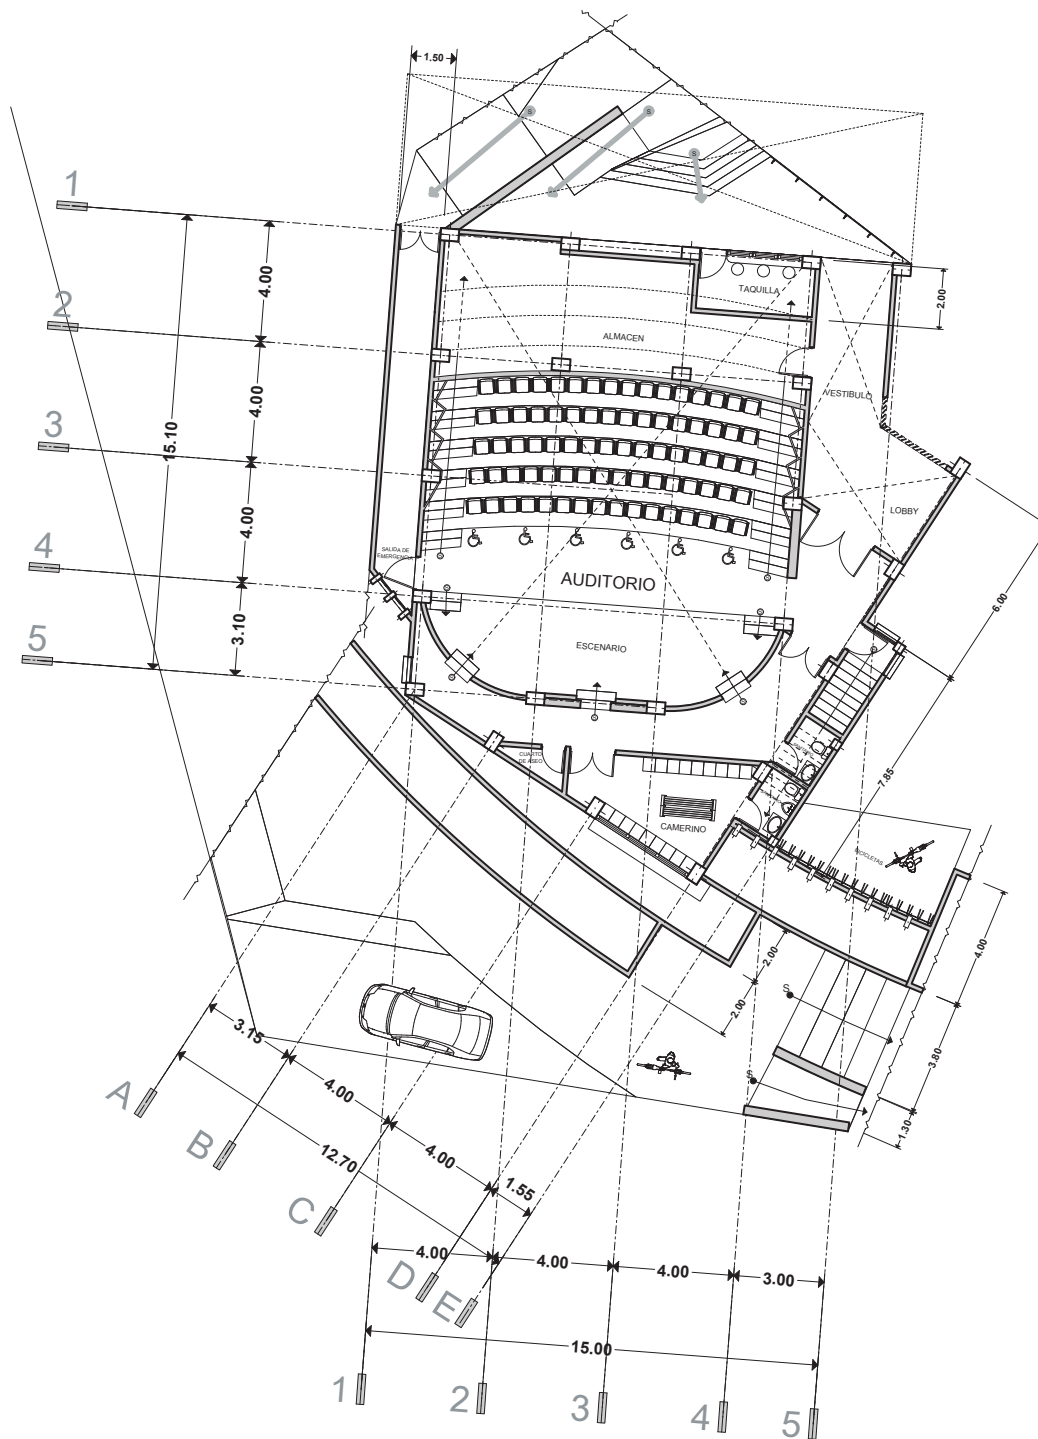 1.50
S
S
S
1
15.10
4.00
2
TAQUILLA
2.00
ALMACEN
4.00
VESTIBULO
3
4.00
LOBBY
SALIDA DE
EMERGENCIA
4
AUDITORIO
6.00
3.10
ESCENARIO
5
CUARTO
DE ASEO
7.85
CAMERINO
BICICLETAS
4.00
2.00
2.00
S
3.15
3.80
S
A
4.00
1.30
B
12.70
4.00
C
1.55
4.00
4.00
4.00
3.00
D
E
15.00
1
2
3
4
5